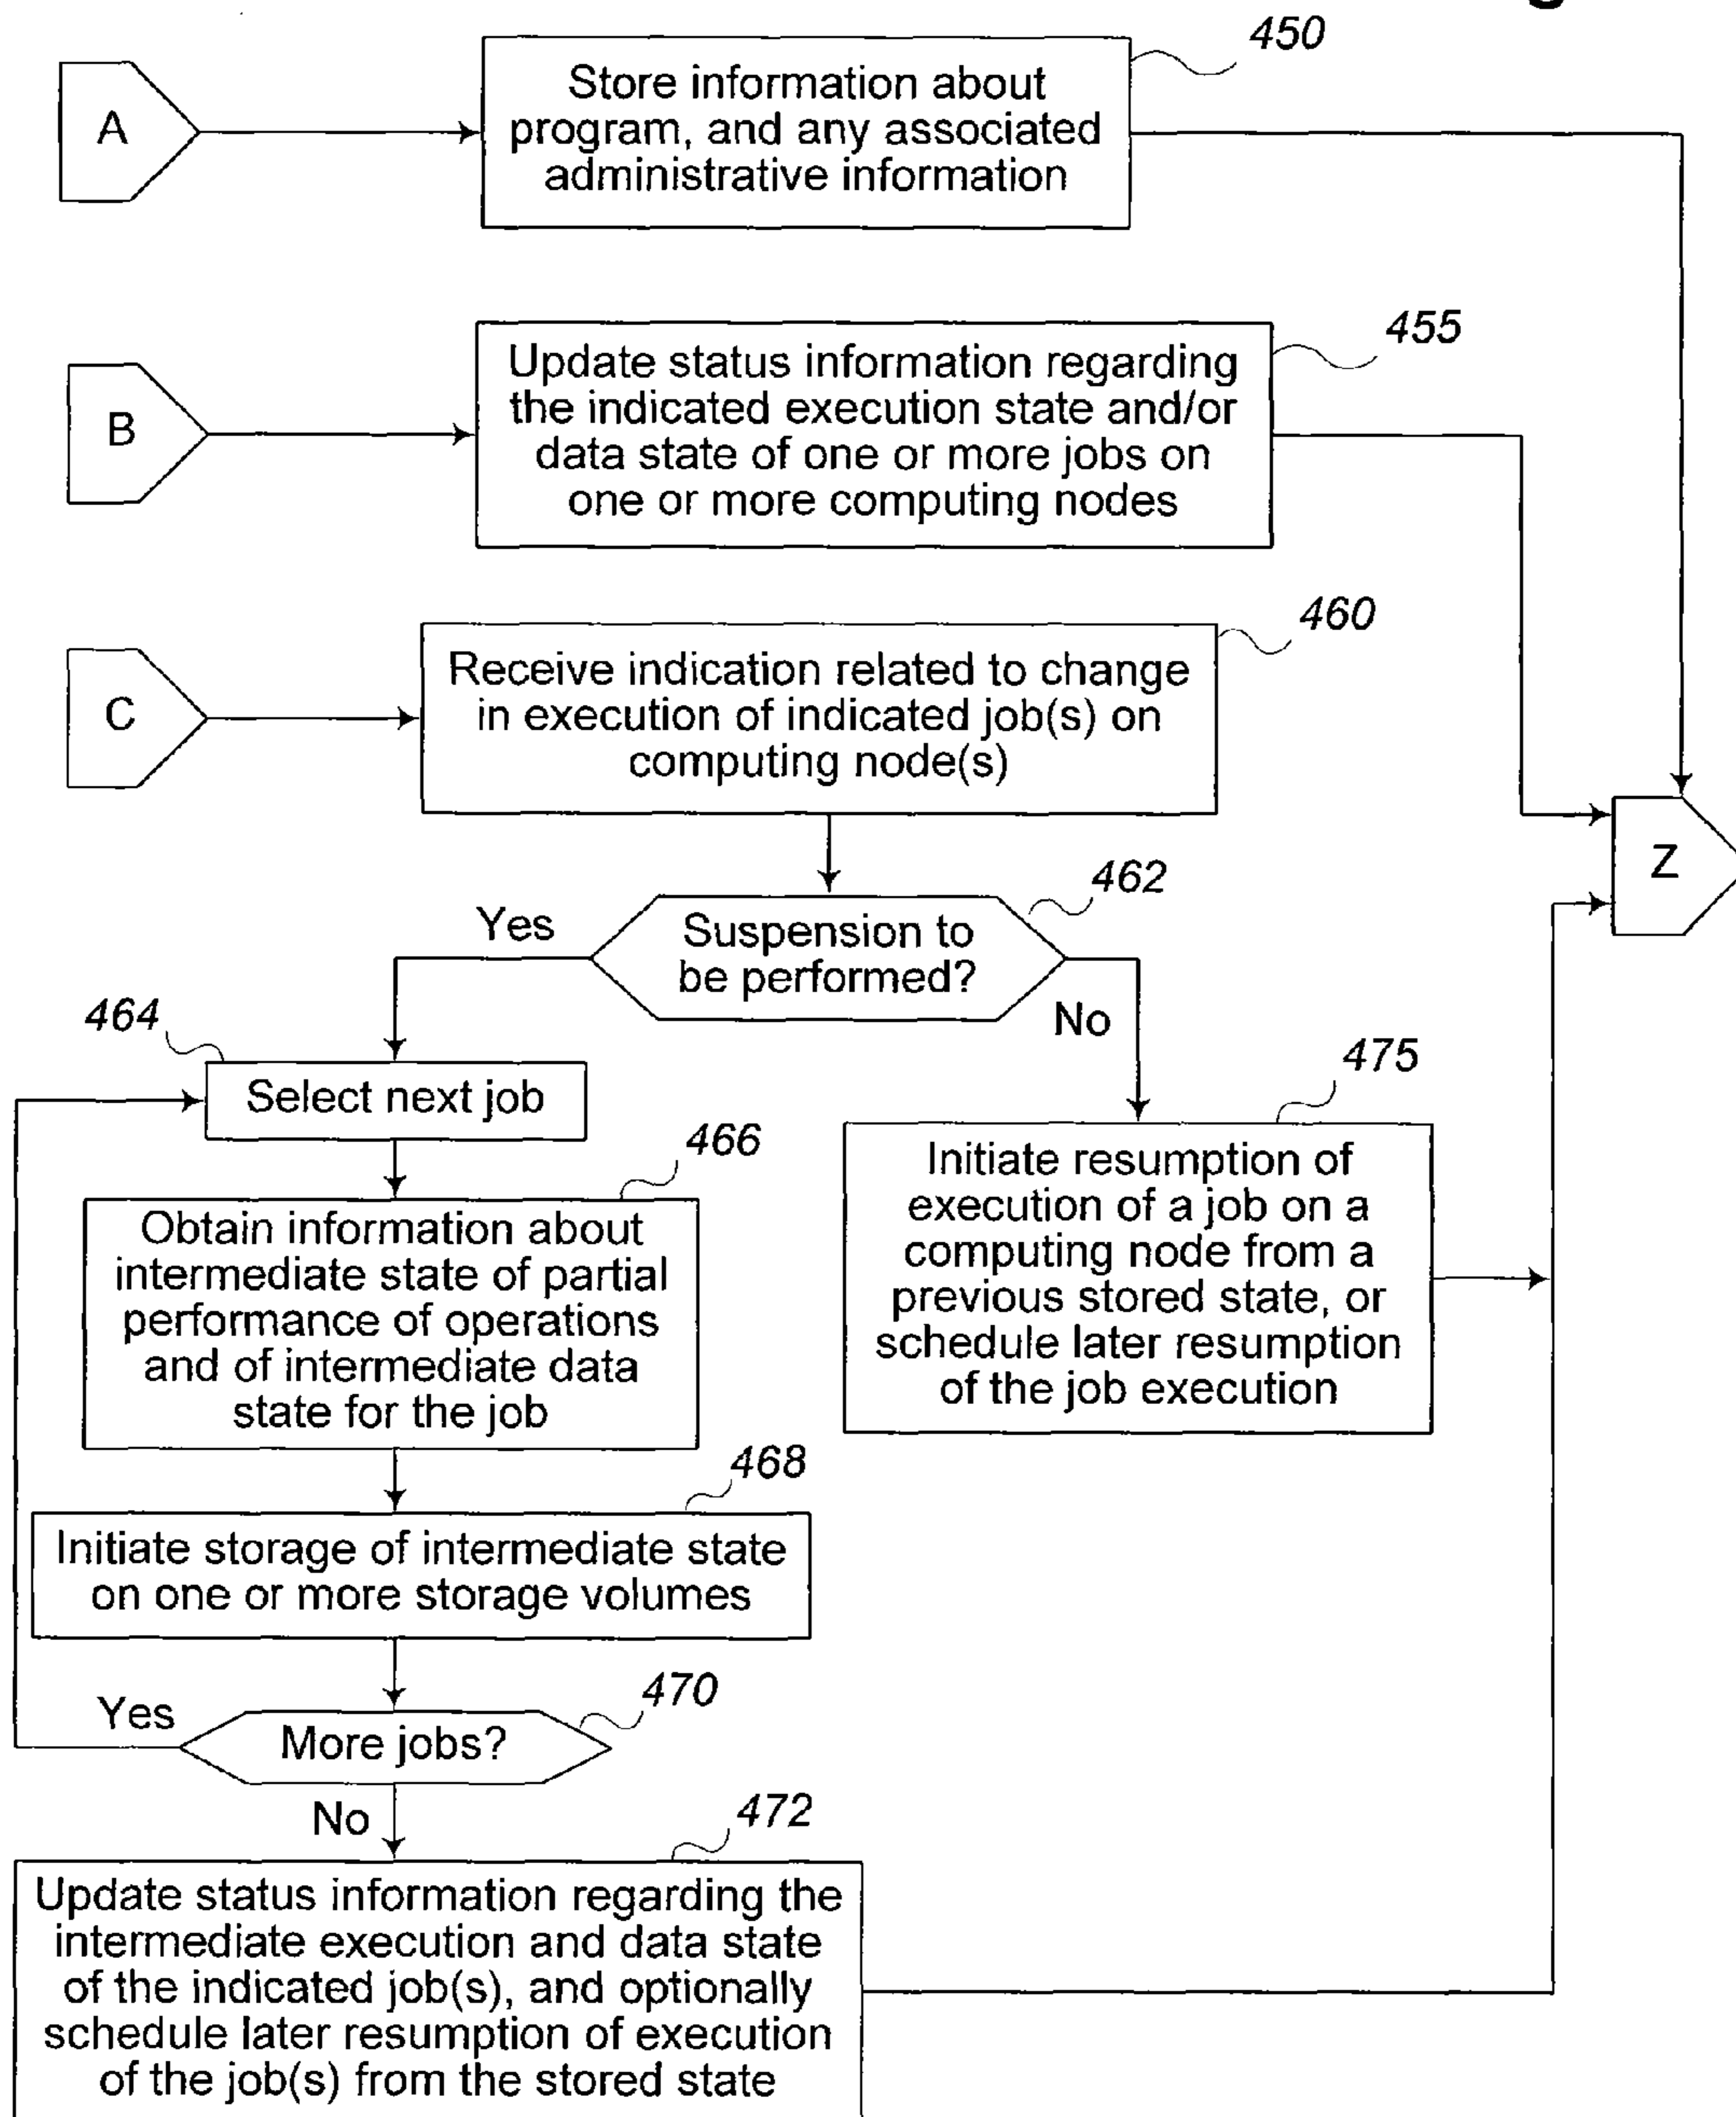 450
A
Store information about
program, and any associated
administrative information
455
B
Update status information regarding
the indicated execution state and/or
data state of one or more jobs on
one or more computing nodes
460
C
Receive indication related to change
in execution of indicated job(s) on
computing node(s)
Z
462
Yes
Suspension to
be performed?
No
464
Select next job
475
466
Initiate resumption of
execution of a job on a
computing node from a
previous stored state, or
schedule later resumption
of the job execution
Obtain information about
intermediate state of partial
performance of operations
and of intermediate data
state for the job
468
Initiate storage of intermediate state
on one or more storage volumes
470
Yes
More jobs?
No
472
Update status information regarding the
intermediate execution and data state
of the indicated job(s), and optionally
schedule later resumption of execution
of the job(s) from the stored state